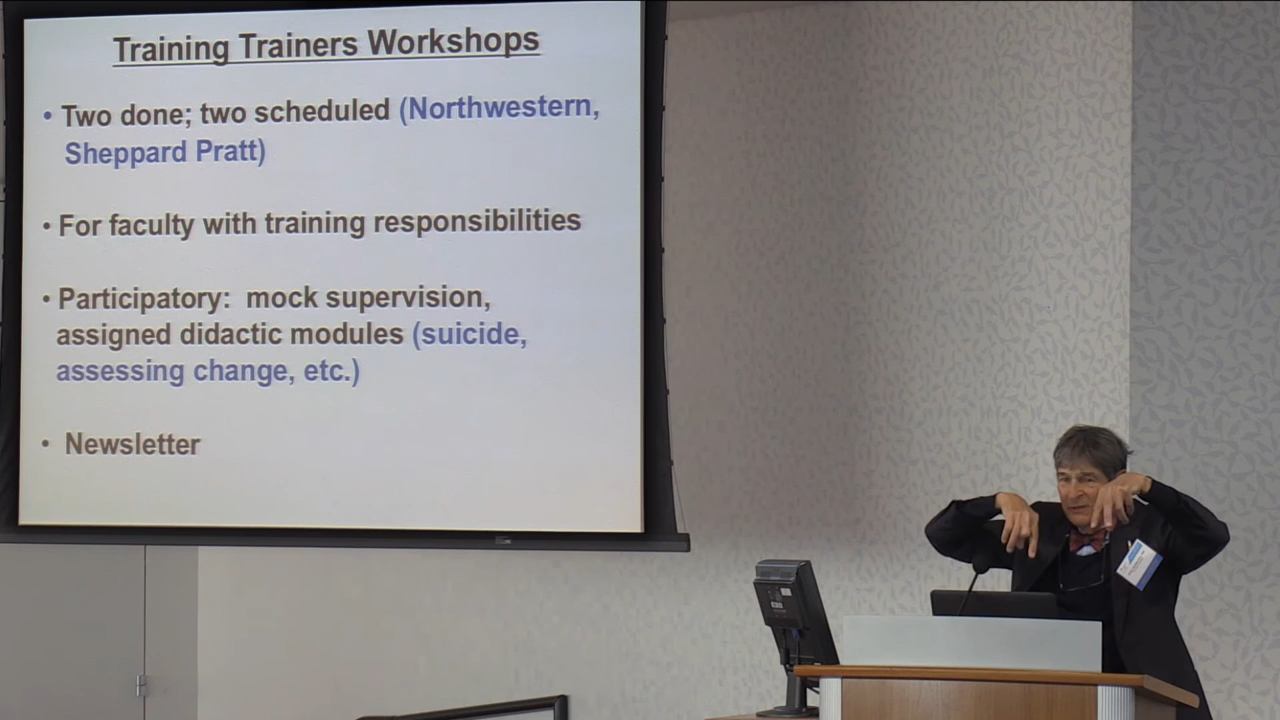 Training Trainers Workshops
• Two done; two scheduled (Northwestern,
Sheppard Pratt)
• For faculty with training responsibilities
• Participatory: mock supervision,
assigned didactic modules (suicide,
assessing change, etc.)
• Newsletter